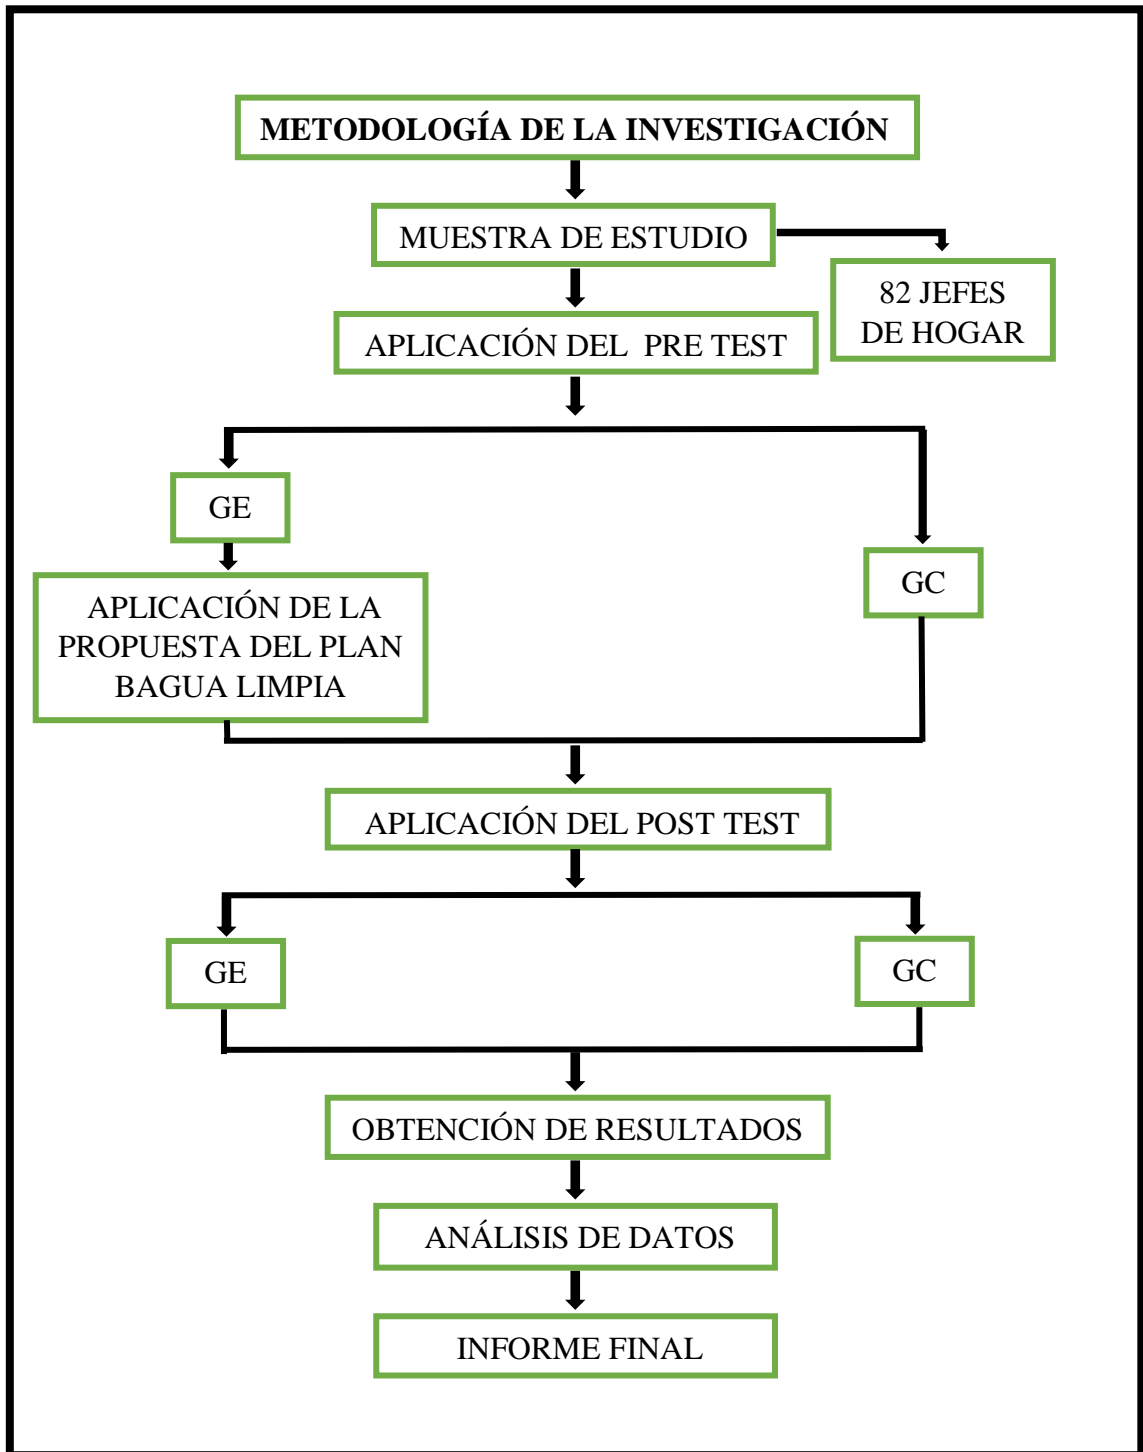 METODOLOGÍA DE LA INVESTIGACIÓN
MUESTRA DE ESTUDIO
82 JEFES
DE HOGAR
APLICACIÓN DEL PRE TEST
GE
GC
APLICACIÓN DE LA
PROPUESTA DEL PLAN
BAGUA LIMPIA
APLICACIÓN DEL POST TEST
GE
GC
OBTENCIÓN DE RESULTADOS
ANÁLISIS DE DATOS
INFORME FINAL